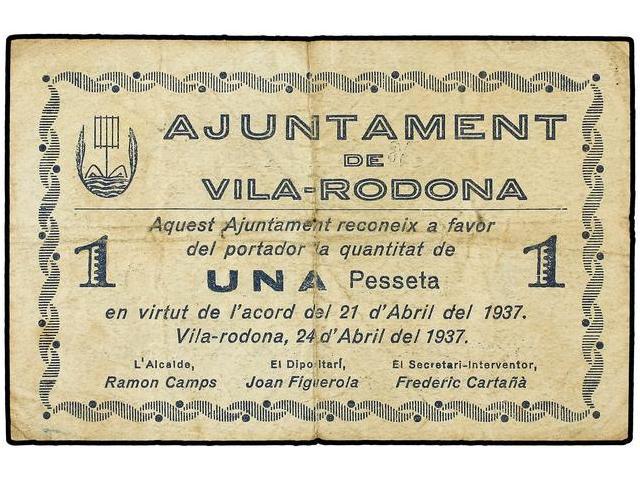 AJUNTAMENT
DE
VILA-RODONA
Aquest Ajuntament reconeix a favor
del portador la quantitat de
1 UNA Pesseta 1
en virtut de l'acord del 21 d'Abril del 1937.
Vila-rodona, 24 d'Abril del 1937.
L'Alcalde, El Dipositari, El Secretari-Interventor,
Ramon Camps Joan Figuerola Frederic Cartañà